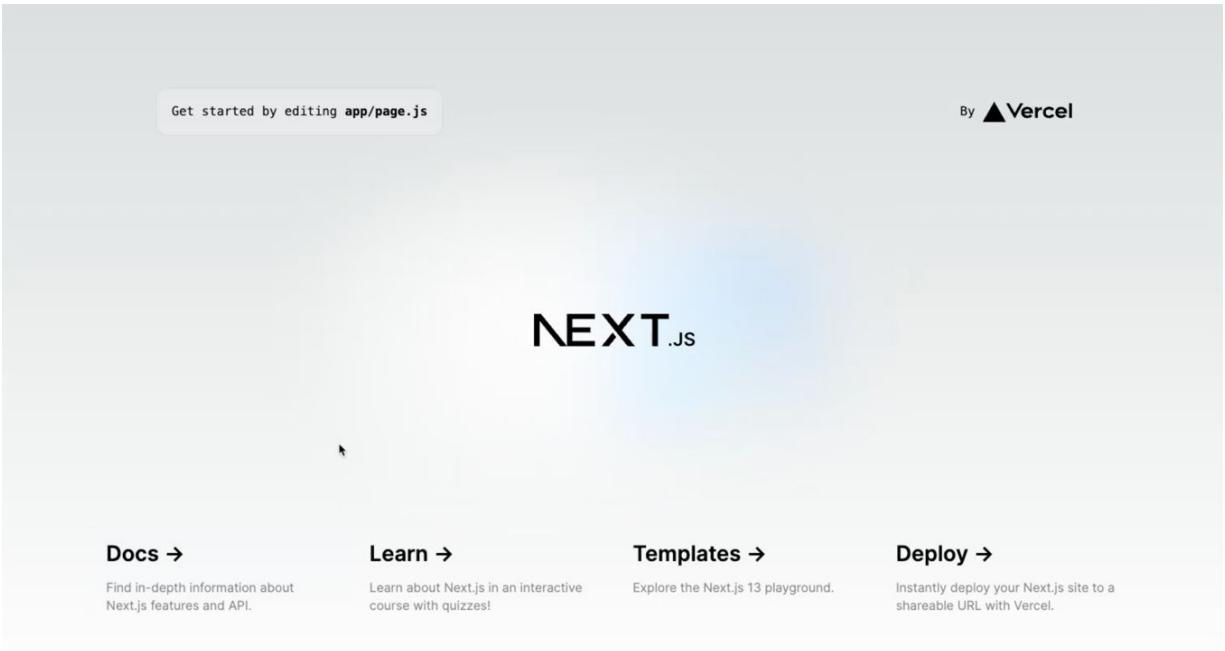 Get started by editing app/page.js
By Vercel
NEXT.JS
Docs →
Find in-depth information about
Next.js features and API.
Learn →
Learn about Next.js in an interactive
course with quizzes!
Templates →
Explore the Next.js 13 playground.
Deploy →
Instantly deploy your Next.js site to a
shareable URL with Vercel.